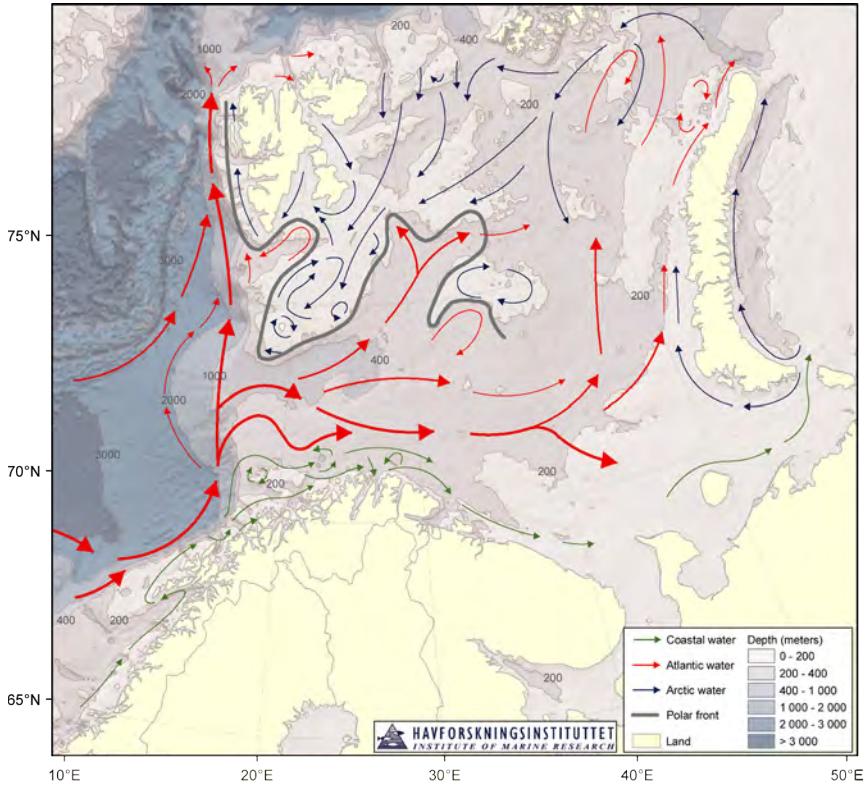 200
400
1000
2000
200
75°N
3000
200
400
1000
2000
70°N
3000
200
200
400
200
200
65°N
Coastal water
Atlantic water
Arctic water
Polar front
Land
Depth (meters)
0 - 200
200 - 400
400 - 1 000
1 000 - 2 000
2 000 - 3 000
> 3 000
HAVFORSKNINGSINSTITUTTET
INSTITUTE OF MARINE RESEARCH
10°E
20°E
30°E
40°E
50°E